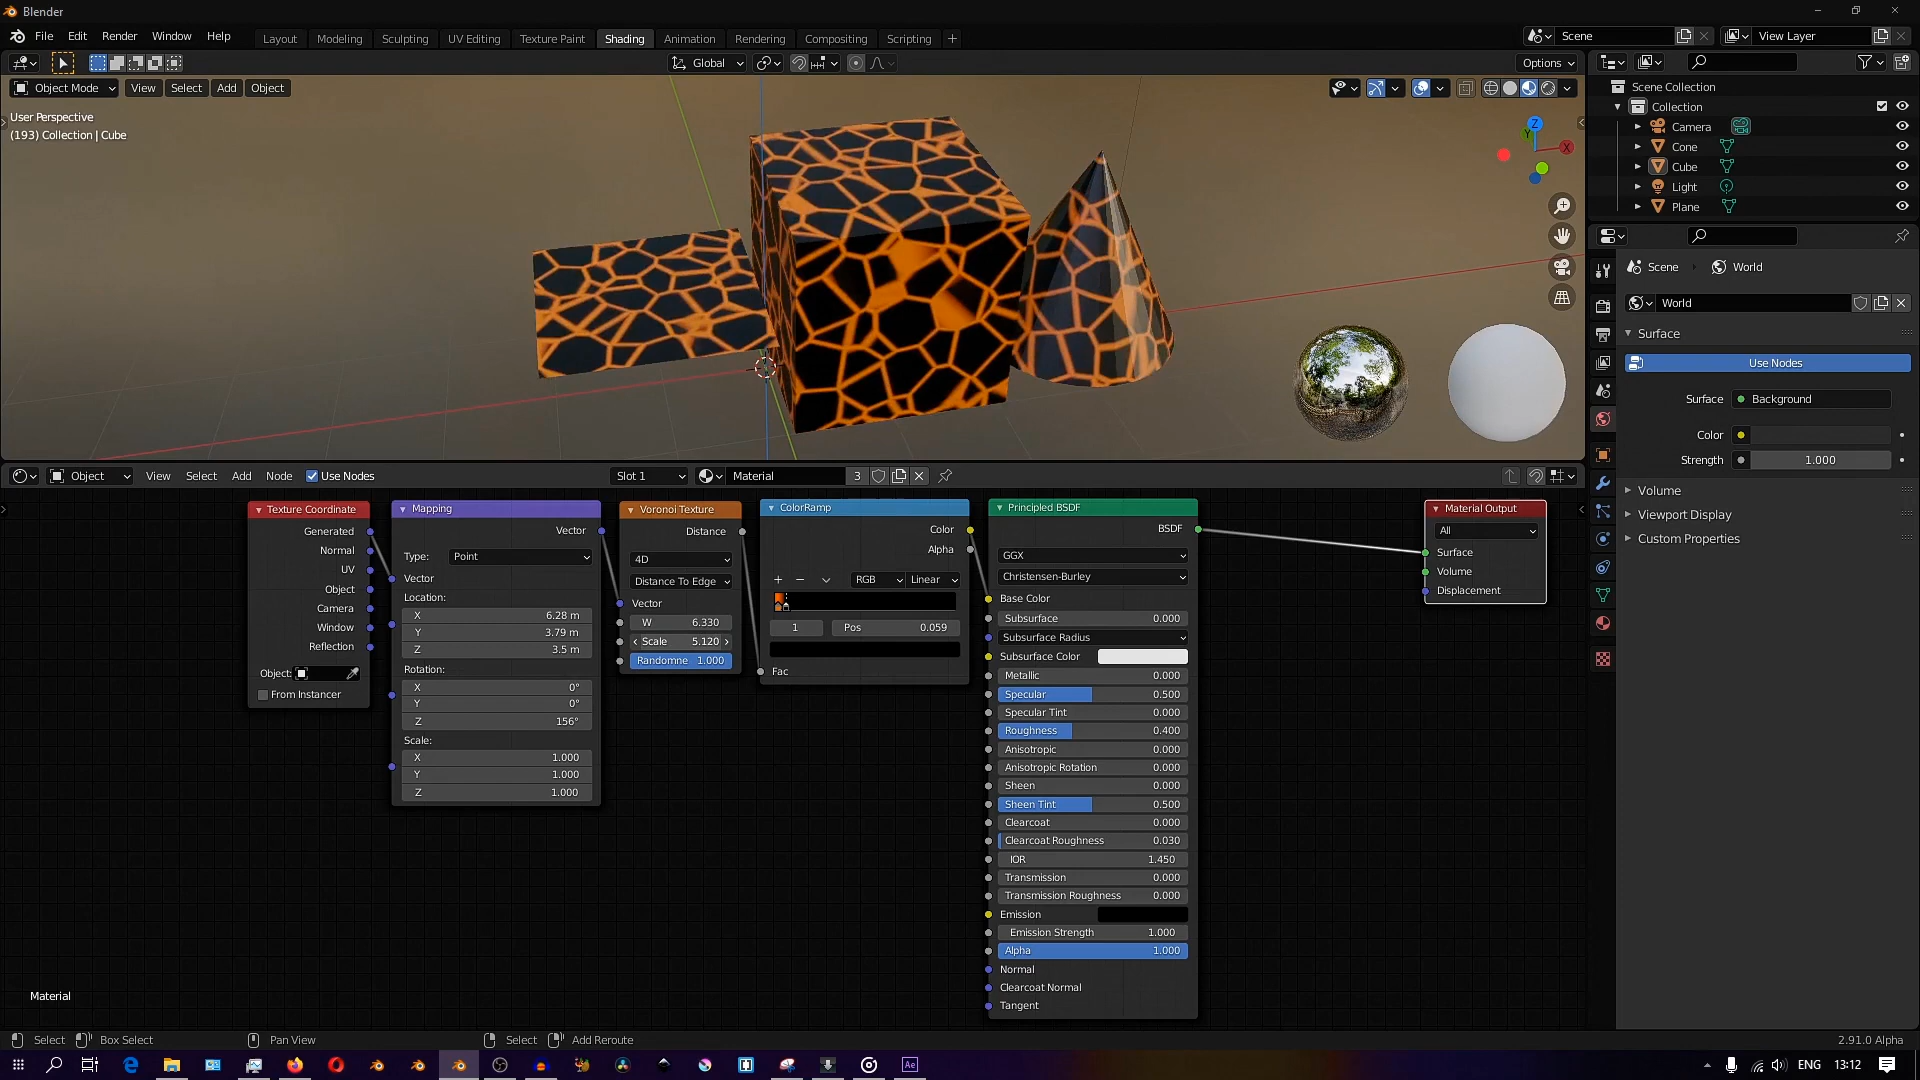 Blender
File Edit Render Window Help Layout Modeling Sculpting UV Editing Texture Paint Shading Animation Rendering Compositing Scripting Scene View Layer
Global Options
Object Mode View Select Add Object
User Perspective
(193) Collection | Cube
Z
Y
X
Scene Collection
Collection
Camera
Cone
Cube
Light
Plane
Scene World
World
Surface
Use Nodes
Surface Background
Color
Strength 1.000
Volume
Viewport Display
Custom Properties
Object View Select Add Node Use Nodes Slot 1 Material 3
Texture Coordinate
Generated
Normal
UV
Object
Camera
Window
Reflection
Object:
From Instancer
Mapping
Vector
Type: Point
Vector
Location:
X 6.28 m
Y 3.79 m
Z 3.5 m
Rotation:
X 0°
Y 0°
Z 156°
Scale:
X 1.000
Y 1.000
Z 1.000
Voronoi Texture
Distance
4D
Distance To Edge
Vector
W 6.330
Scale 5.120
Randomne 1.000
ColorRamp
Color
Alpha
RGB Linear
1 Pos 0.059
Fac
Principled BSDF
BSDF
GGX
Christensen-Burley
Base Color
Subsurface 0.000
Subsurface Radius
Subsurface Color
Metallic 0.000
Specular 0.500
Specular Tint 0.000
Roughness 0.400
Anisotropic 0.000
Anisotropic Rotation 0.000
Sheen 0.000
Sheen Tint 0.500
Clearcoat 0.000
Clearcoat Roughness 0.030
IOR 1.450
Transmission 0.000
Transmission Roughness 0.000
Emission
Emission Strength 1.000
Alpha 1.000
Normal
Clearcoat Normal
Tangent
Material Output
All
Surface
Volume
Displacement
Material
Select Box Select Pan View Select Add Reroute 2.91.0 Alpha
Ae ENG 13:12